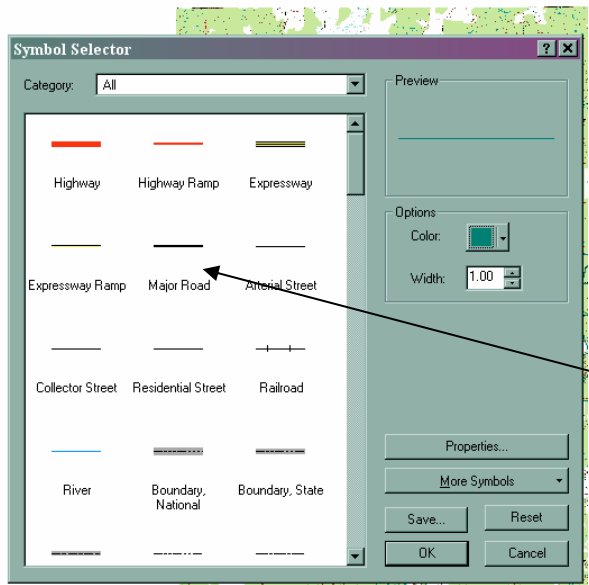 Symbol Selector
Category: All
Preview
Highway Highway Ramp Expressway
Options
Color:
Width: 1.00
Expressway Ramp Major Road Arterial Street
Collector Street Residential Street Railroad
River Boundary, National Boundary, State
Properties...
More Symbols
Save... Reset
OK Cancel